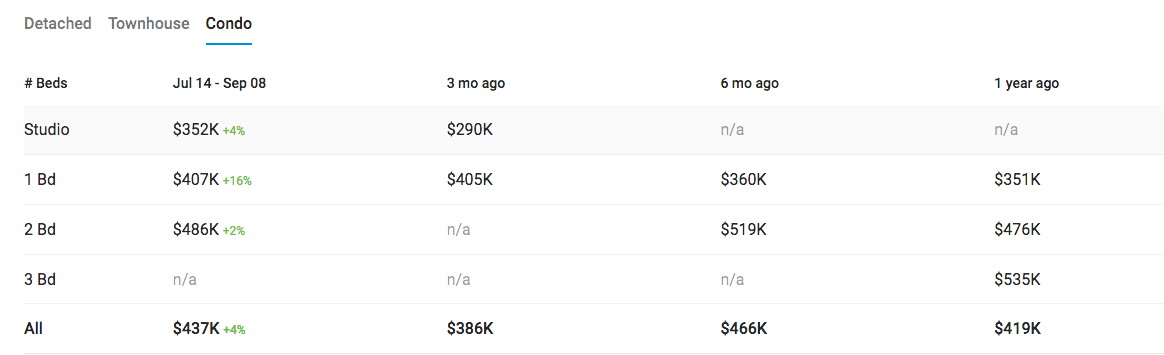 Detached Townhouse Condo
# Beds Jul 14 - Sep 08 3 mo ago 6 mo ago 1 year ago
Studio $352K +4% $290K n/a n/a
1 Bd $407K +16% $405K $360K $351K
2 Bd $486K +2% n/a $519K $476K
3 Bd n/a n/a n/a $535K
All $437K +4% $386K $466K $419K